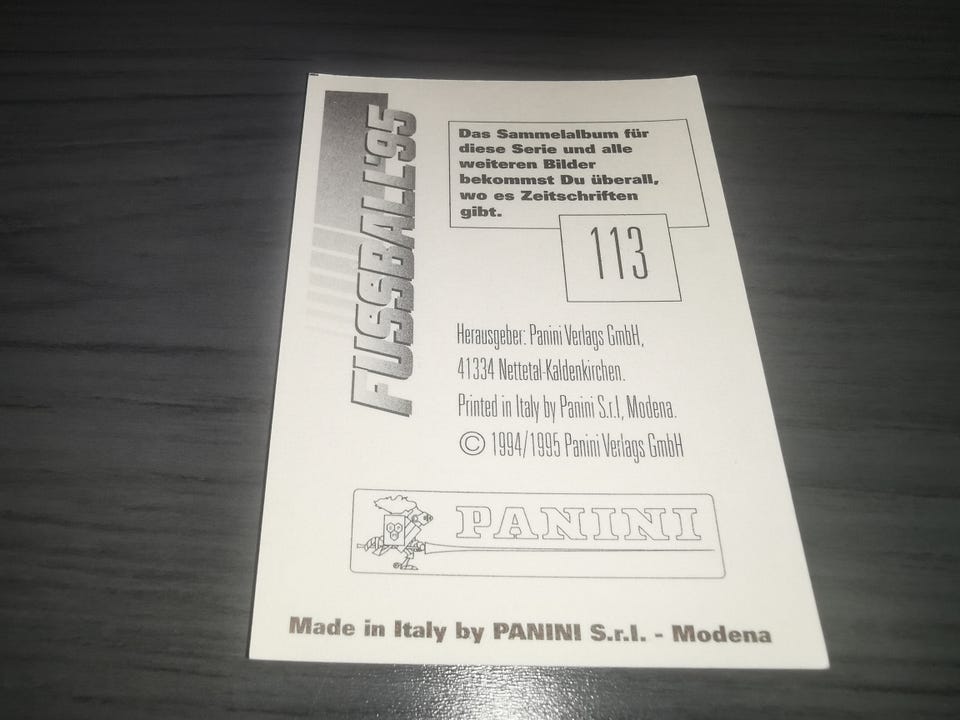 FUSSBALL'95
Das Sammelalbum für
diese Serie und alle
weiteren Bilder
bekommst Du überall,
wo es Zeitschriften
gibt.
113
Herausgeber: Panini Verlags GmbH,
41334 Nettetal-Kaldenkirchen.
Printed in Italy by Panini S.r.l, Modena.
© 1994/1995 Panini Verlags GmbH
PANINI
Made in Italy by PANINI S.r.l. - Modena